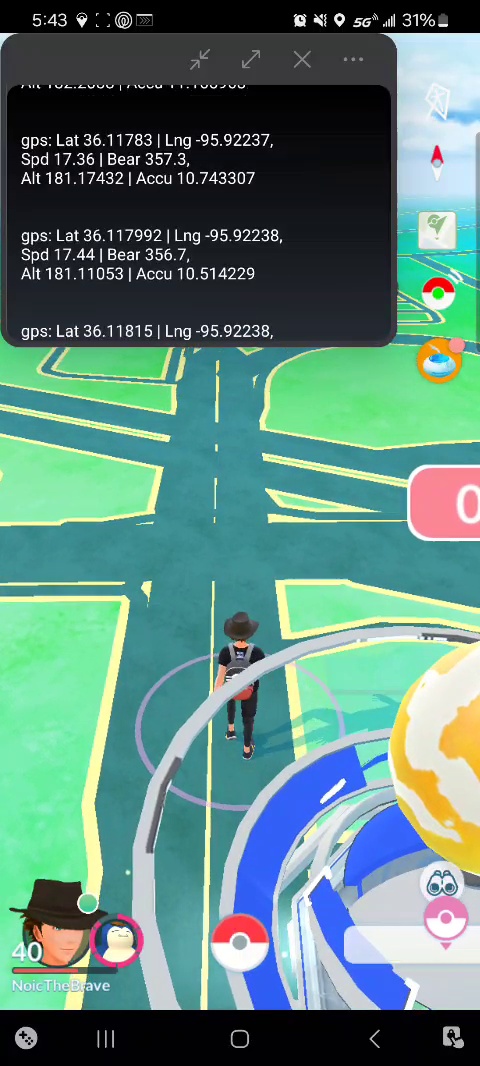 5:43
5G
31%
gps: Lat 36.11783 | Lng -95.92237,
Spd 17.36 | Bear 357.3,
Alt 181.17432 | Accu 10.743307
gps: Lat 36.117992 | Lng -95.92238,
Spd 17.44 | Bear 356.7,
Alt 181.11053 | Accu 10.514229
gps: Lat 36.11815 | Lng -95.92238,
0
40
NoicTheBrave